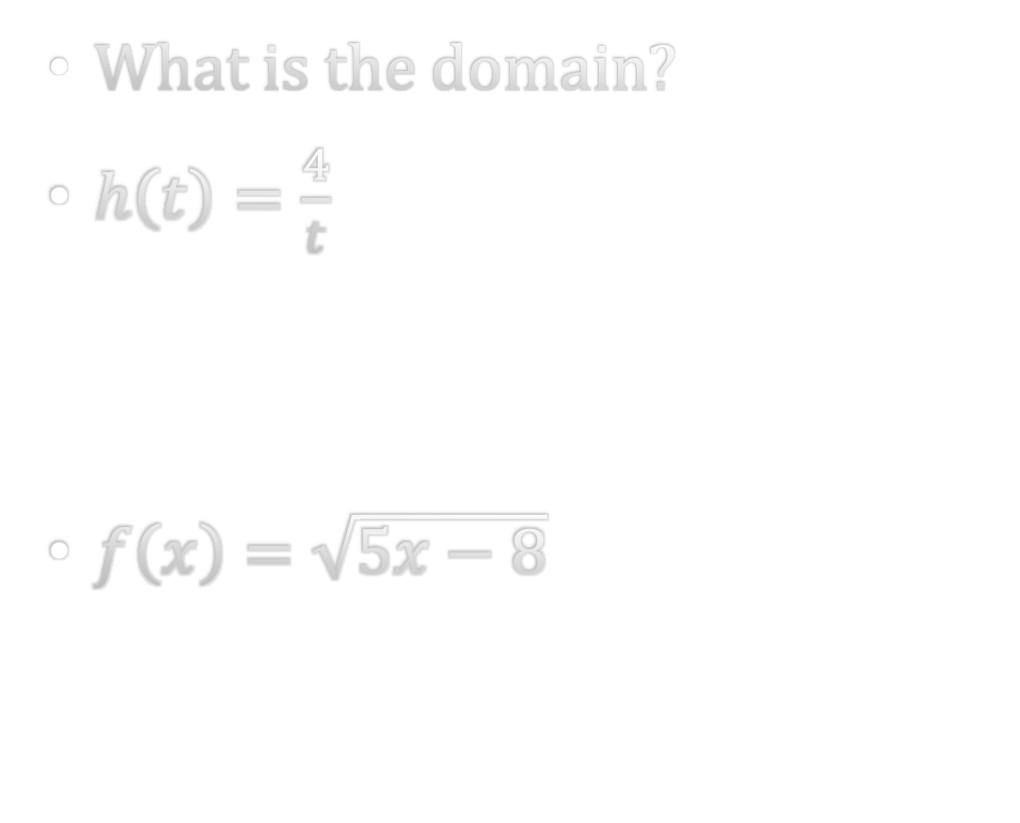 ◦ What is the domain?
◦ h(t) = 4/t
◦ f(x) = √(5x − 8)